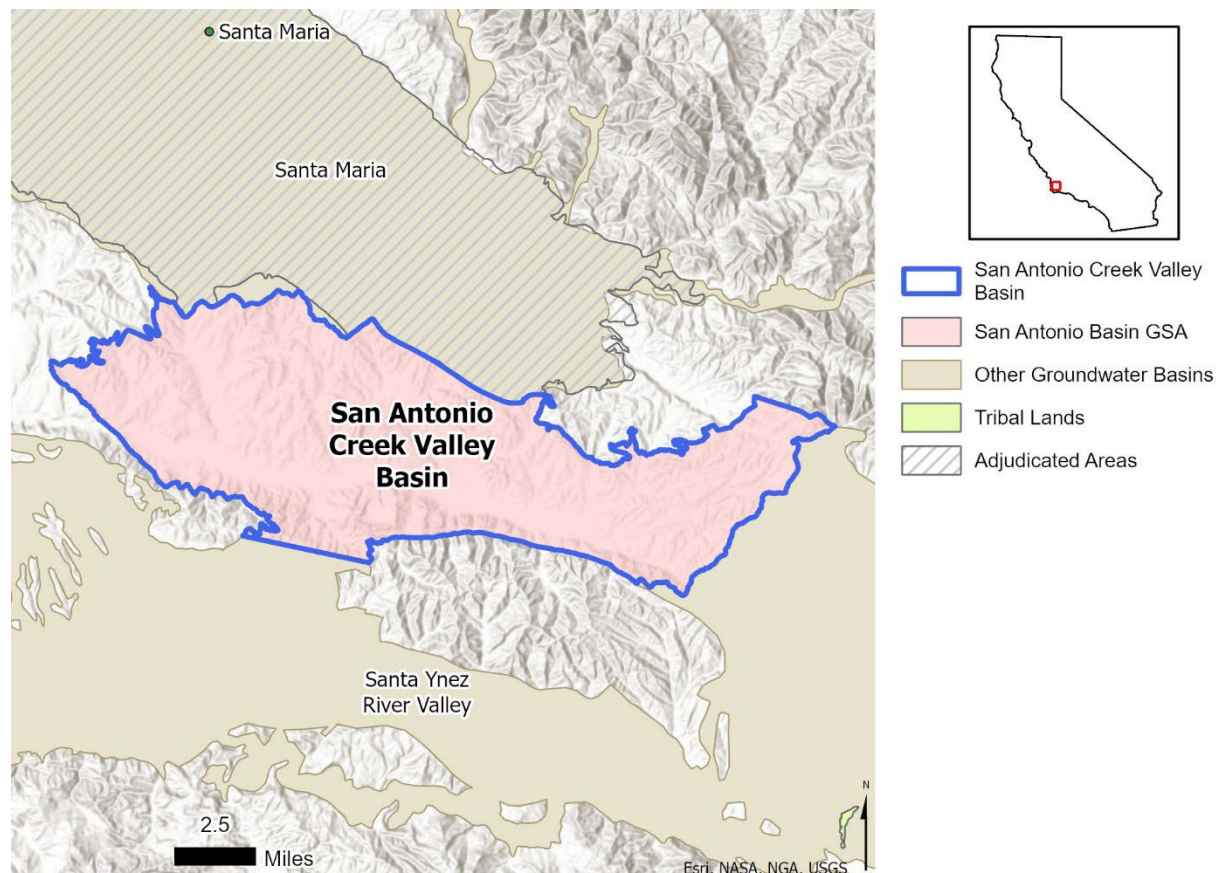 Santa Maria
Santa Maria
San Antonio
Creek Valley
Basin
Santa Ynez
River Valley
2.5
Miles
N
Esri, NASA, NGA, USGS
San Antonio Creek Valley
Basin
San Antonio Basin GSA
Other Groundwater Basins
Tribal Lands
Adjudicated Areas